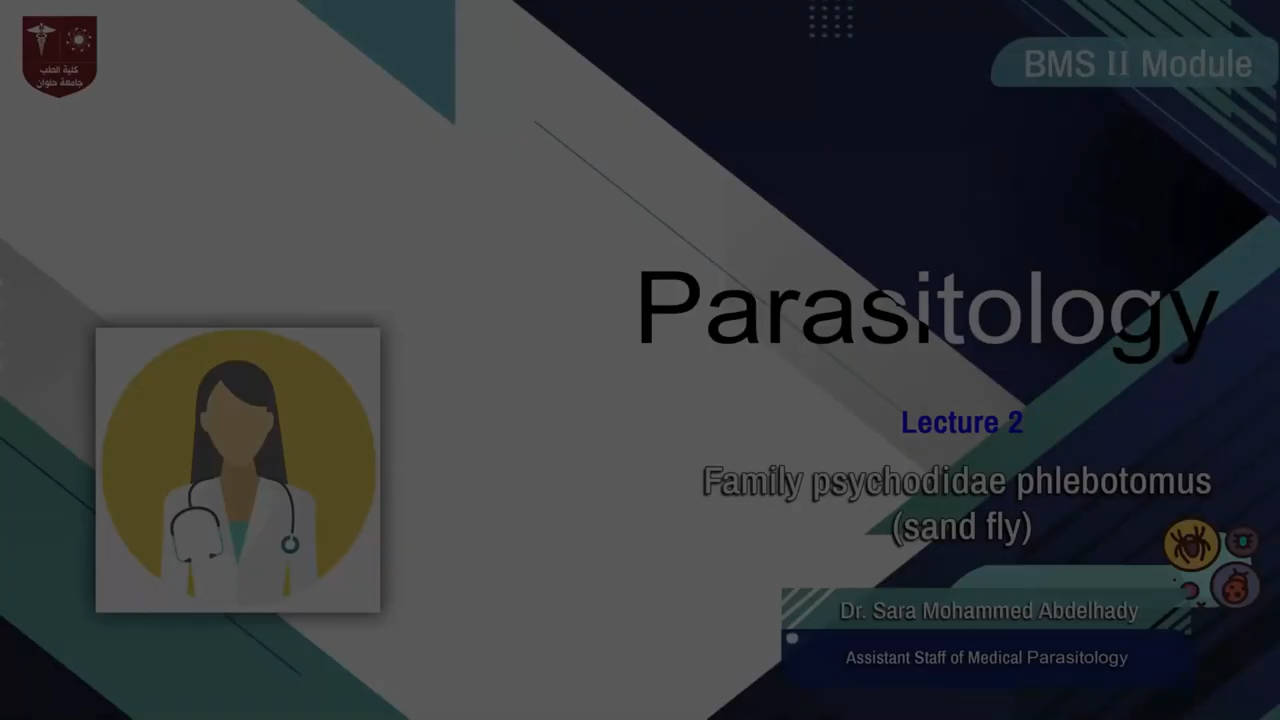 كلية الطب
جامعة حلوان
BMS II Module
Parasitology
Lecture 2
Family psychodidae phlebotomus
(sand fly)
Dr. Sara Mohammed Abdelhady
Assistant Staff of Medical Parasitology